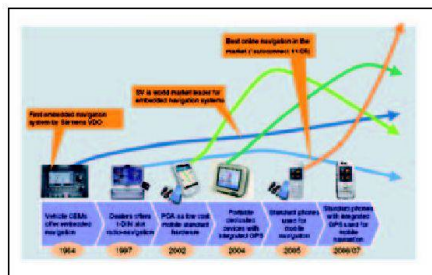 Best online navigation in the
market ("autoconnect 11/05)
SV is world market leader for
embedded navigation systems
First embedded navigation
system by Siemens VDO
Vehicle OEMs
offer embedded
navigation
Dealers offers
1-DIN slot
radio-navigation
PDA as low cost
mobile standard
hardware
Portable
dedicated
devices with
integrated GPS
Standard phones
used for
mobile
navigation
Standard phones
with integrated
GPS used for
mobile
navigation
1994
1997
2002
2004
2005
2006/07